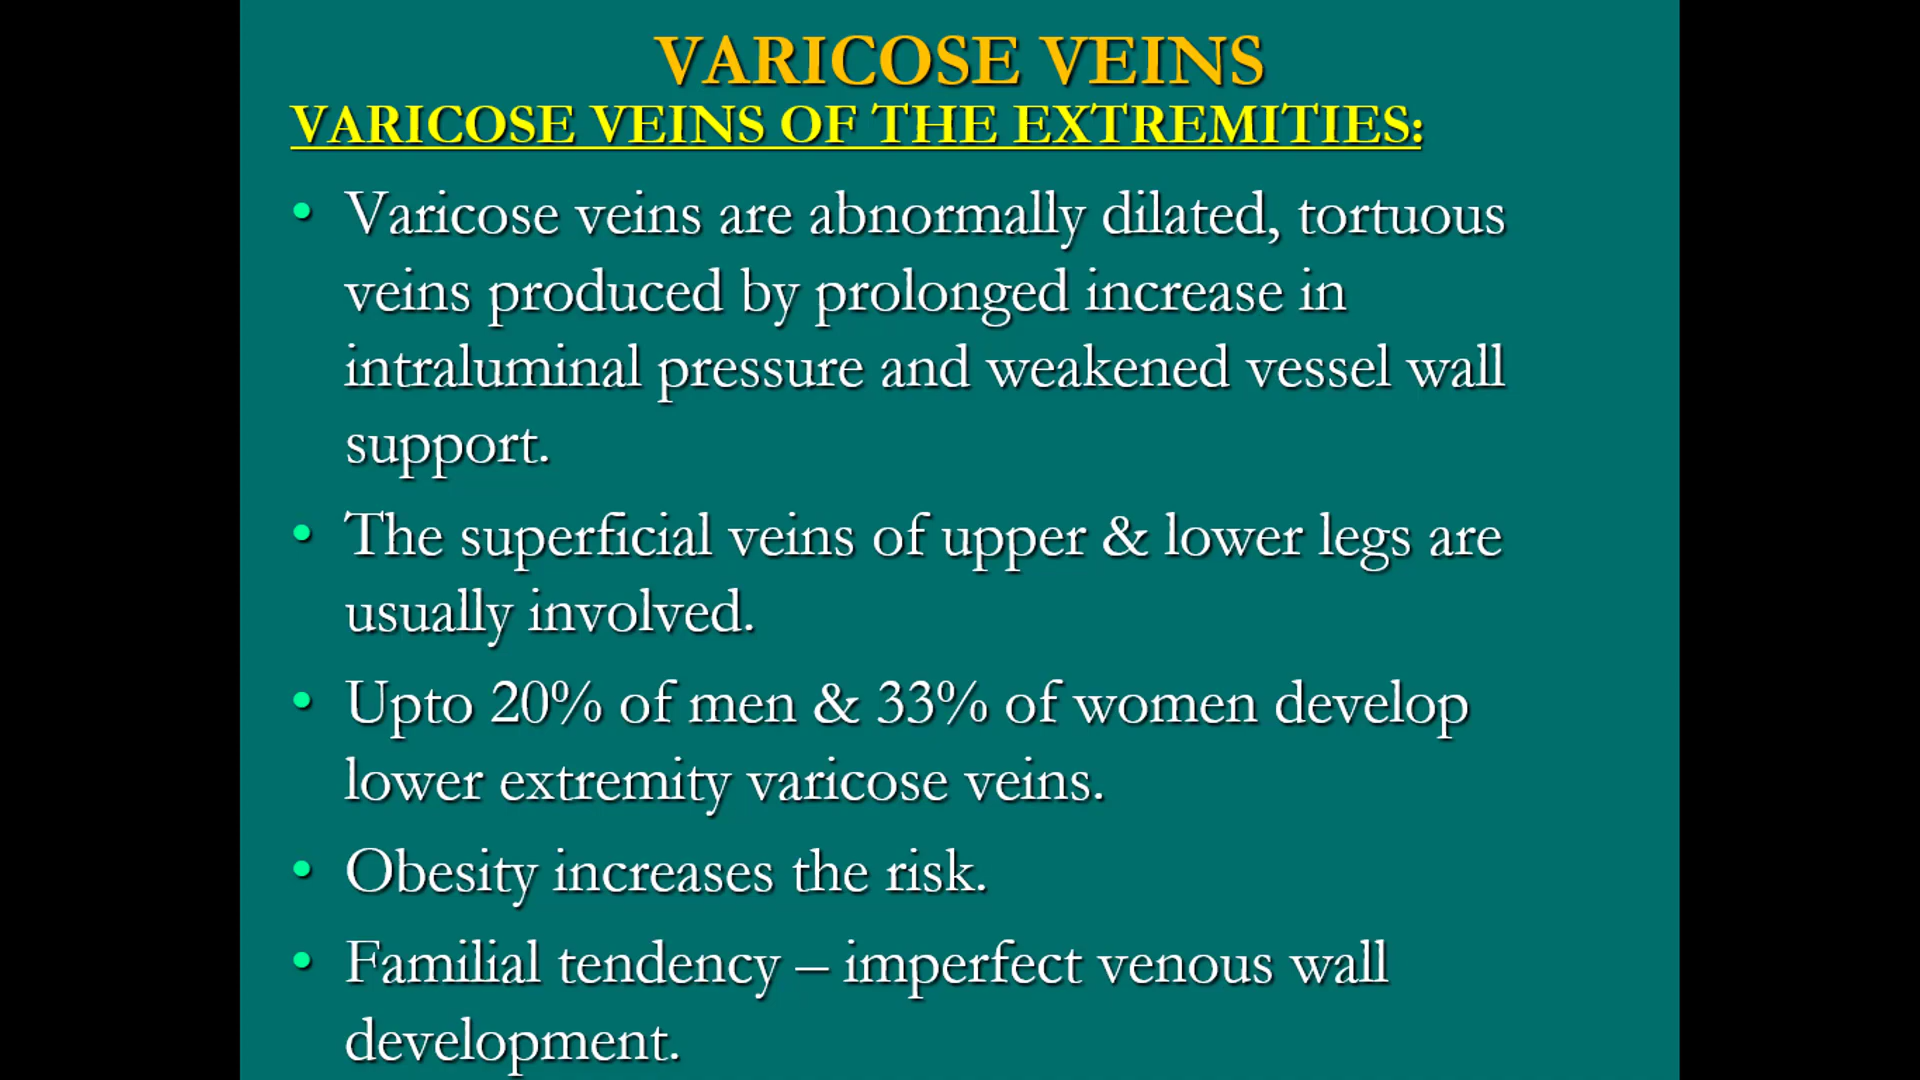 VARICOSE VEINS
VARICOSE VEINS OF THE EXTREMITIES:
• Varicose veins are abnormally dilated, tortuous
veins produced by prolonged increase in
intraluminal pressure and weakened vessel wall
support.
• The superficial veins of upper & lower legs are
usually involved.
• Upto 20% of men & 33% of women develop
lower extremity varicose veins.
• Obesity increases the risk.
• Familial tendency – imperfect venous wall
development.